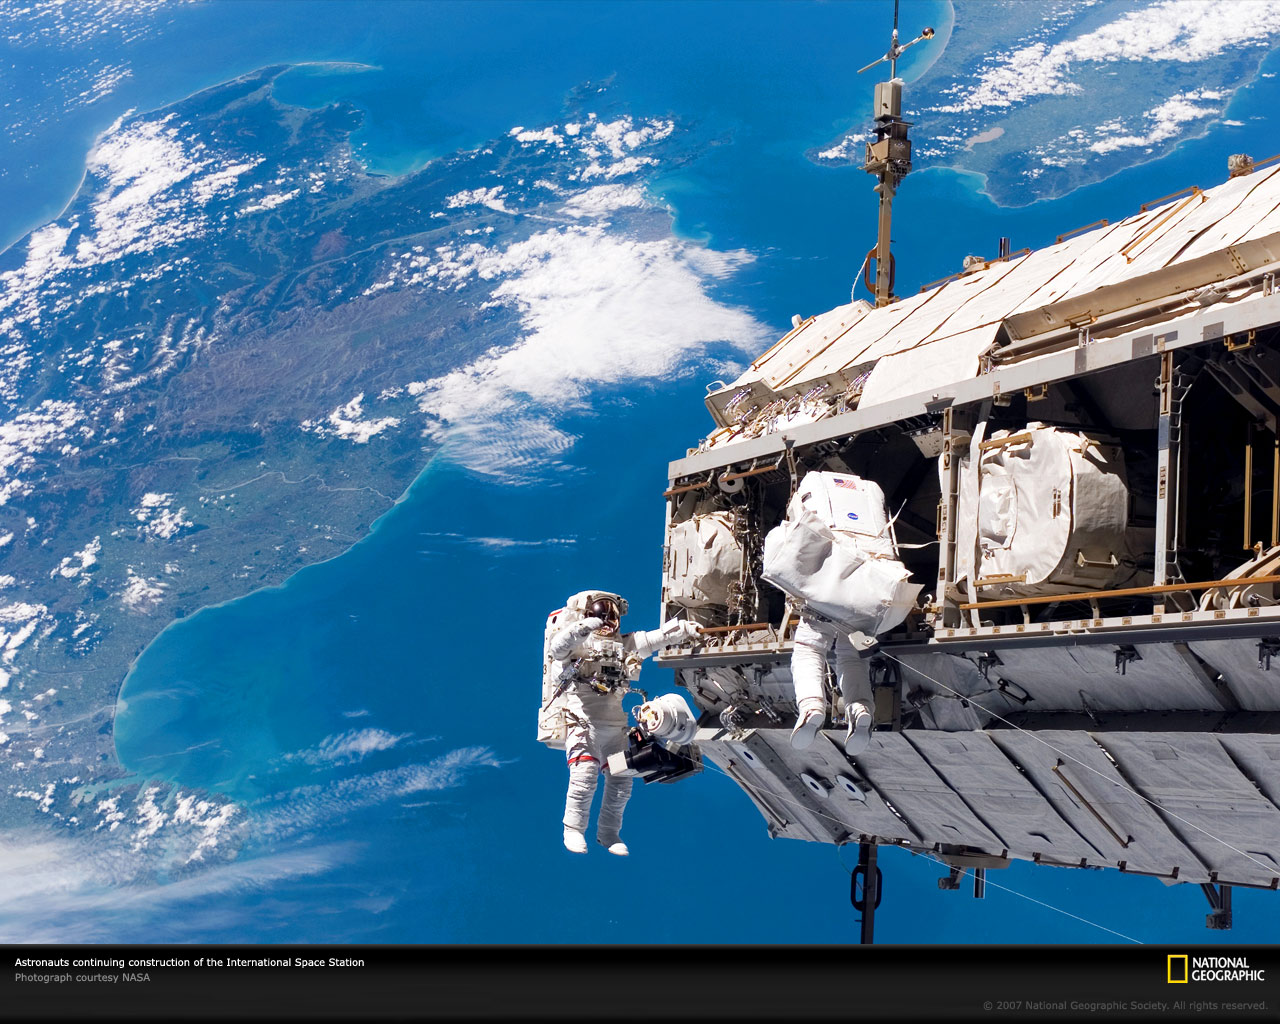 Astronauts continuing construction of the International Space Station
Photograph courtesy NASA
NATIONAL
GEOGRAPHIC
© 2007 National Geographic Society. All rights reserved.